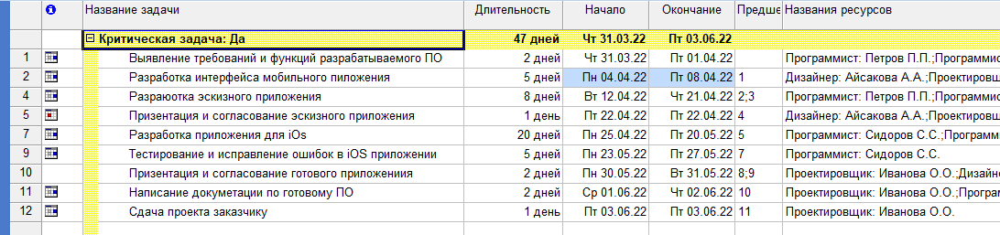 Название задачи Длительность Начало Окончание Предше Названия ресурсов
Критическая задача: Да 47 дней Чт 31.03.22 Пт 03.06.22
1 Выявление требований и функций разрабатываемого ПО 2 дней Чт 31.03.22 Пт 01.04.22 Программист: Петров П.П.;Программис
2 Разработка интерфейса мобильного пиложения 5 дней Пн 04.04.22 Пт 08.04.22 1 Дизайнер: Айсакова А.А.;Проектировщ
4 Разраюотка эскизного приложения 8 дней Вт 12.04.22 Чт 21.04.22 2;3 Программист: Петров П.П.;Программис
5 Призентация и согласование эскизного приложения 1 день Пт 22.04.22 Пт 22.04.22 4 Дизайнер: Айсакова А.А.;Проектировщ
7 Разработка приложения для iOs 20 дней Пн 25.04.22 Пт 20.05.22 5 Программист: Сидоров С.С.;Програмm
9 Тестирование и исправление ошибок в iOS приложении 5 дней Пн 23.05.22 Пт 27.05.22 7 Программист: Сидоров С.С.
10 Призентация и согласование готового приложениия 2 дней Пн 30.05.22 Вт 31.05.22 8;9 Проектировщик: Иванова О.О.;Дизайн
11 Написание докуметации по готовому ПО 2 дней Ср 01.06.22 Чт 02.06.22 10 Проектировщик: Иванова О.О.;Програм
12 Сдача проекта заказчику 1 день Пт 03.06.22 Пт 03.06.22 11 Проектировщик: Иванова О.О.